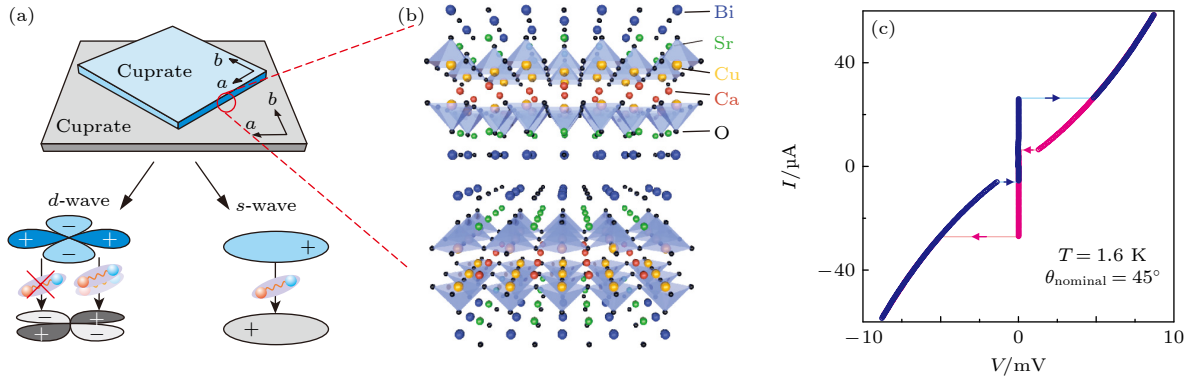 (a)
Cuprate
b
a
b
a
Cuprate
d-wave
s-wave
−
+
+
−
+
−
+
+
−
+
(b)
Bi
Sr
Cu
Ca
O
(c)
40
0
−40
I/μA
−10
0
10
V/mV
T = 1.6 K
θnominal = 45°